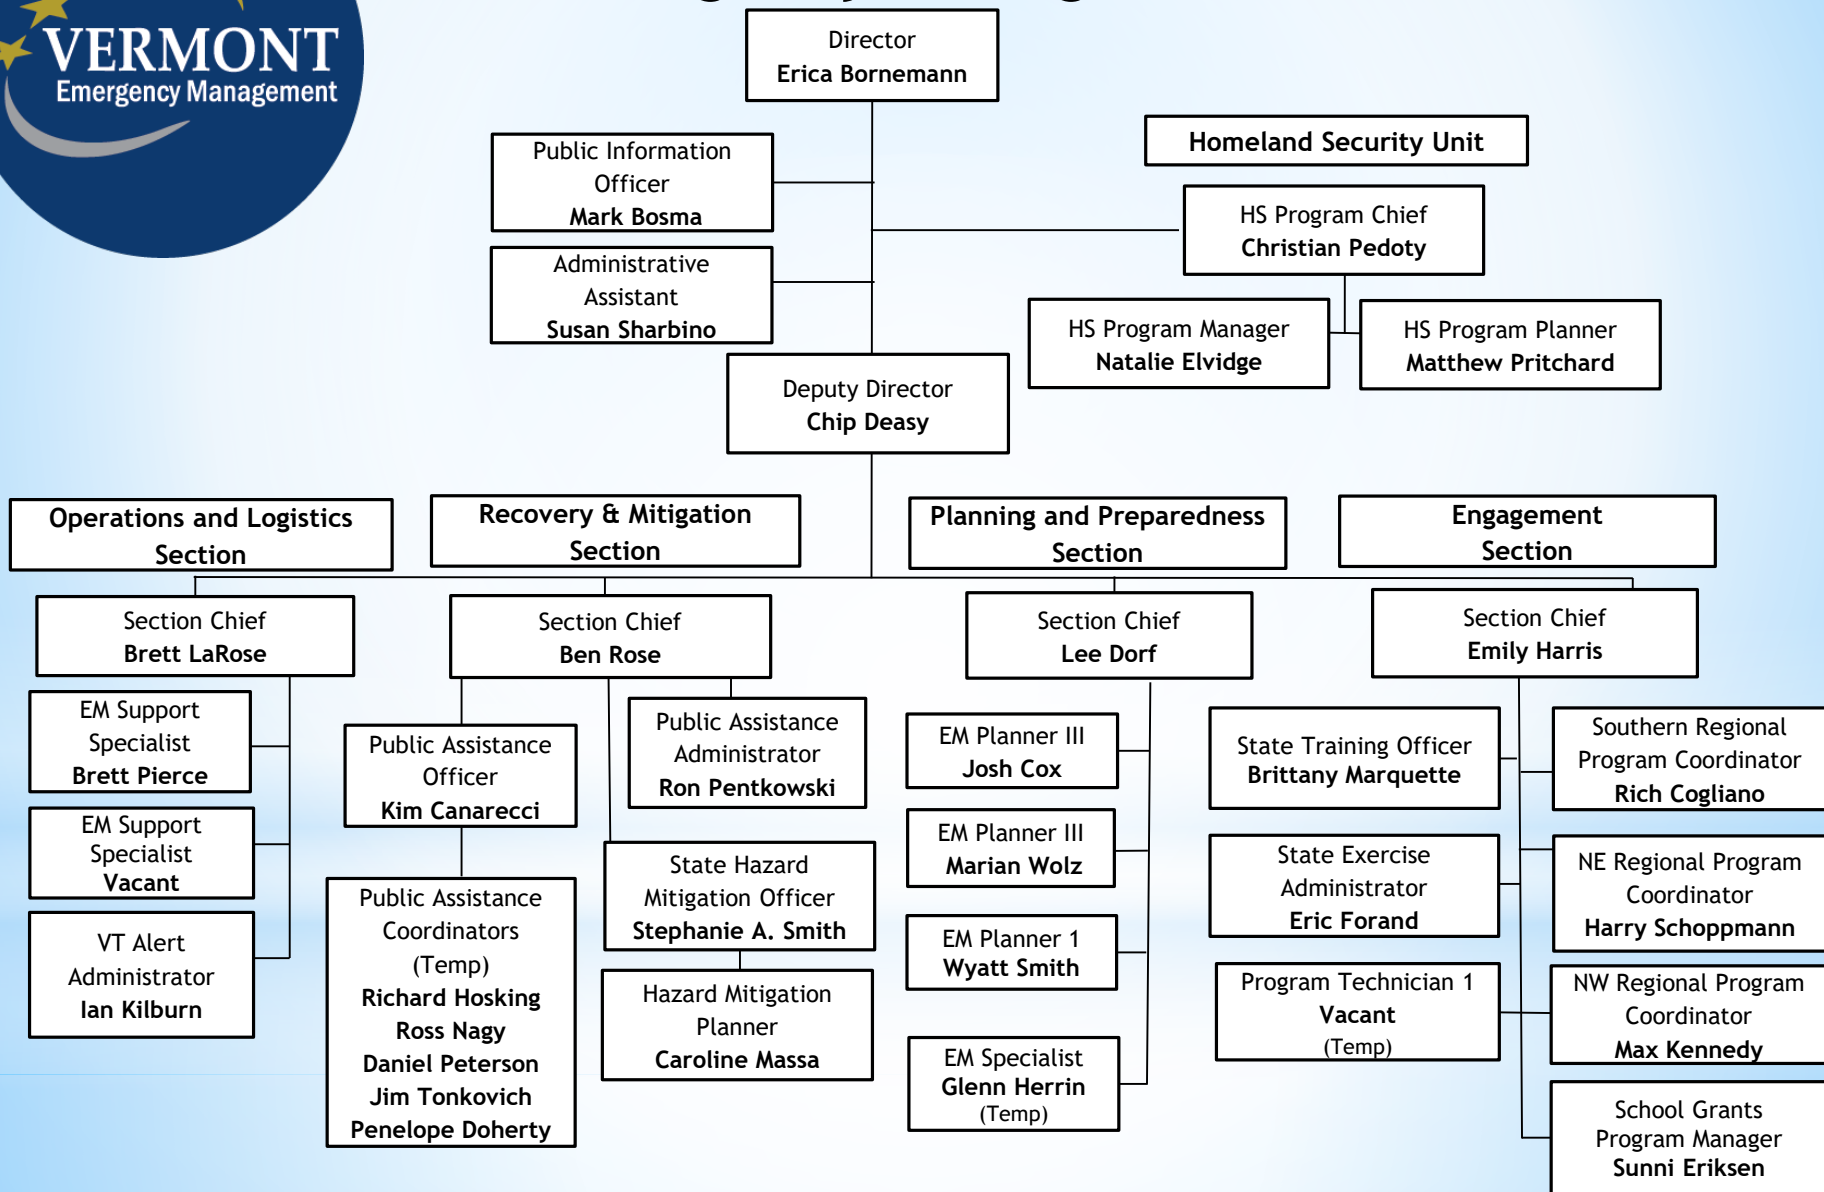 VERMONT
Emergency Management
Director
Erica Bornemann
Public Information
Officer
Mark Bosma
Administrative
Assistant
Susan Sharbino
Homeland Security Unit
HS Program Chief
Christian Pedoty
HS Program Manager
Natalie Elvidge
HS Program Planner
Matthew Pritchard
Deputy Director
Chip Deasy
Operations and Logistics
Section
Section Chief
Brett LaRose
EM Support
Specialist
Brett Pierce
EM Support
Specialist
Vacant
VT Alert
Administrator
Ian Kilburn
Recovery & Mitigation
Section
Section Chief
Ben Rose
Public Assistance
Officer
Kim Canarecci
Public Assistance
Coordinators
(Temp)
Richard Hosking
Ross Nagy
Daniel Peterson
Jim Tonkovich
Penelope Doherty
Public Assistance
Administrator
Ron Pentkowski
State Hazard
Mitigation Officer
Stephanie A. Smith
Hazard Mitigation
Planner
Caroline Massa
Planning and Preparedness
Section
Section Chief
Lee Dorf
EM Planner III
Josh Cox
EM Planner III
Marian Wolz
EM Planner 1
Wyatt Smith
EM Specialist
Glenn Herrin
(Temp)
Engagement
Section
Section Chief
Emily Harris
State Training Officer
Brittany Marquette
State Exercise
Administrator
Eric Forand
Program Technician 1
Vacant
(Temp)
Southern Regional
Program Coordinator
Rich Cogliano
NE Regional Program
Coordinator
Harry Schoppmann
NW Regional Program
Coordinator
Max Kennedy
School Grants
Program Manager
Sunni Eriksen